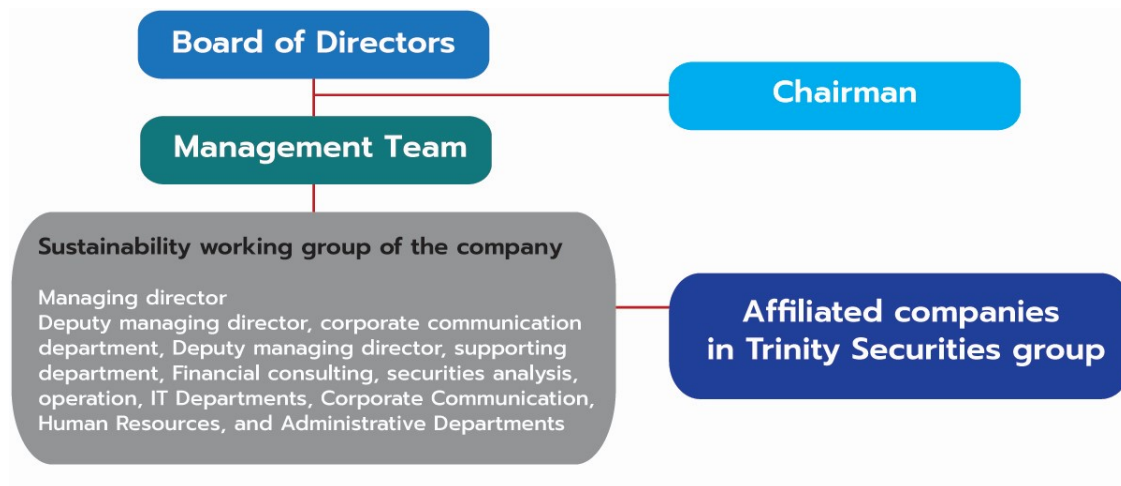 Board of Directors
Chairman
Management Team
Sustainability working group of the company
Managing director
Deputy managing director, corporate communication
department, Deputy managing director, supporting
department, Financial consulting, securities analysis,
operation, IT Departments, Corporate Communication,
Human Resources, and Administrative Departments
Affiliated companies
in Trinity Securities group